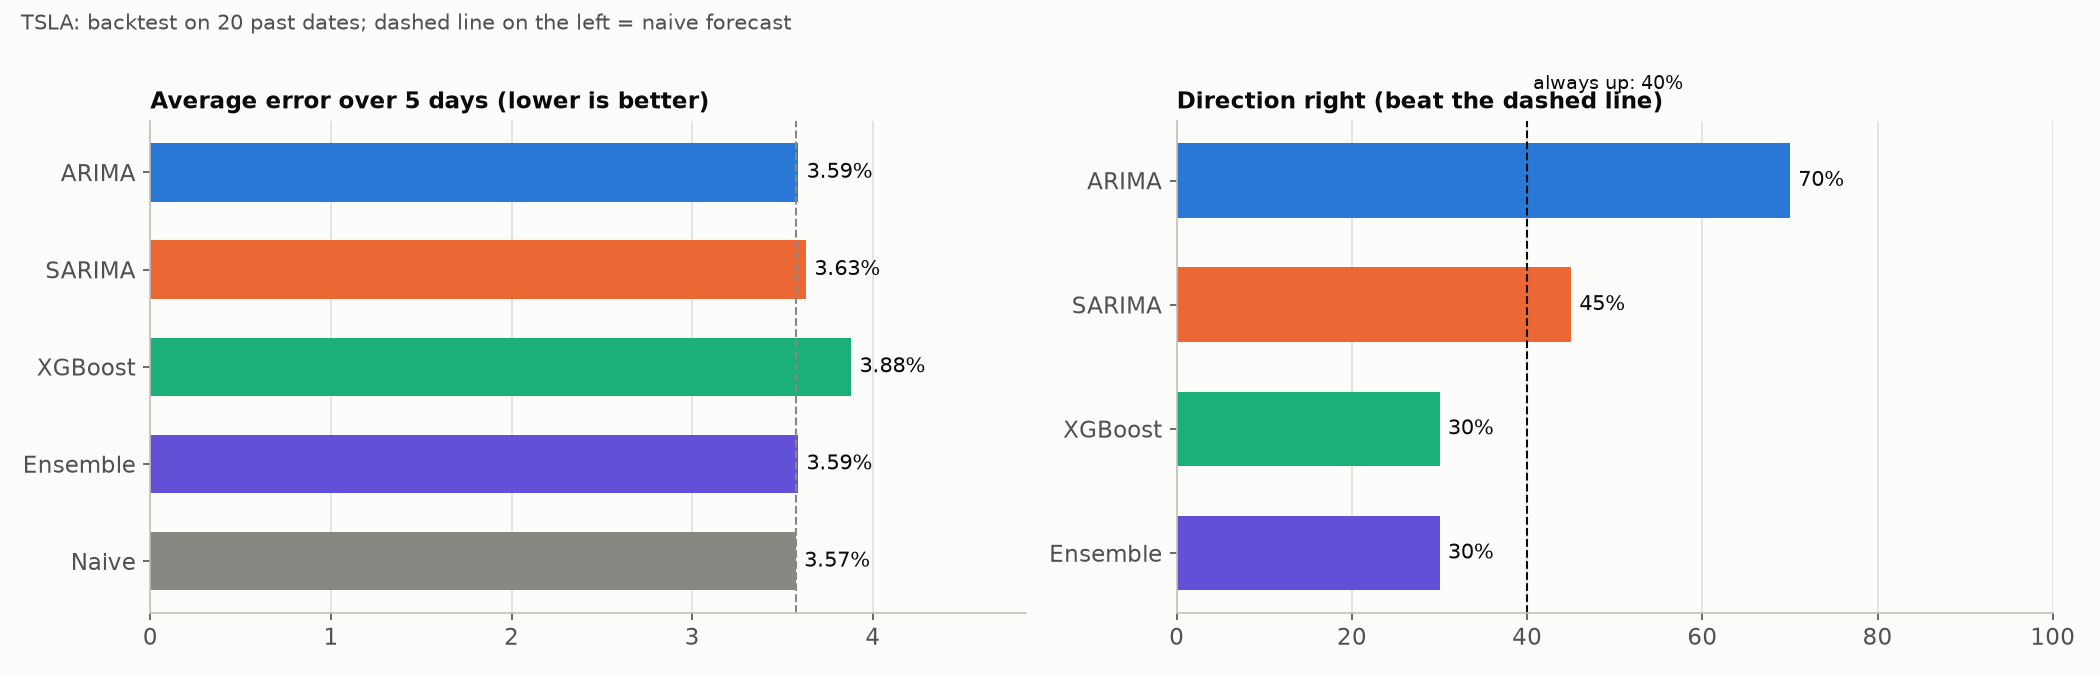 TSLA: backtest on 20 past dates; dashed line on the left = naive forecast
Average error over 5 days (lower is better)
ARIMA
3.59%
SARIMA
3.63%
XGBoost
3.88%
Ensemble
3.59%
Naive
3.57%
0 1 2 3 4
always up: 40%
Direction right (beat the dashed line)
ARIMA
70%
SARIMA
45%
XGBoost
30%
Ensemble
30%
0 20 40 60 80 100